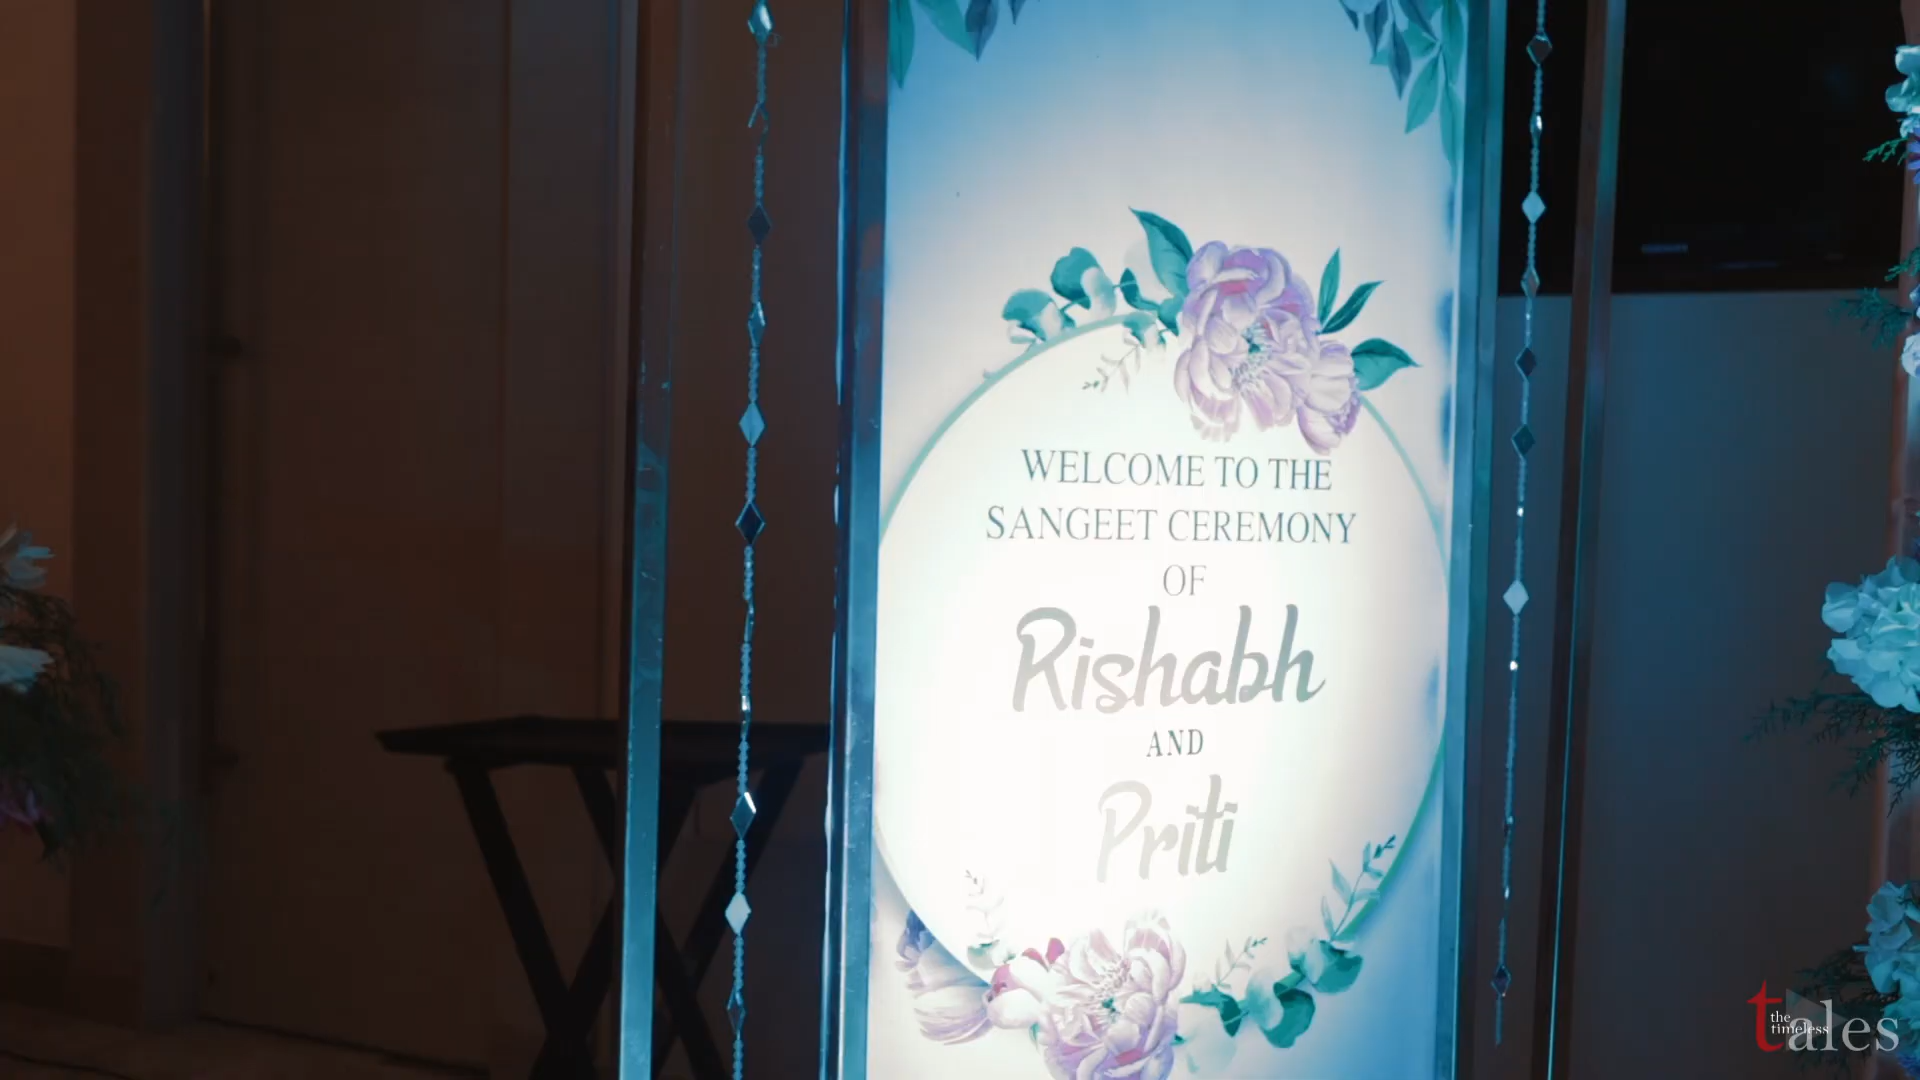 WELCOME TO THE
SANGEET CEREMONY
OF
Rishabh
AND
Priti
the timeless tales